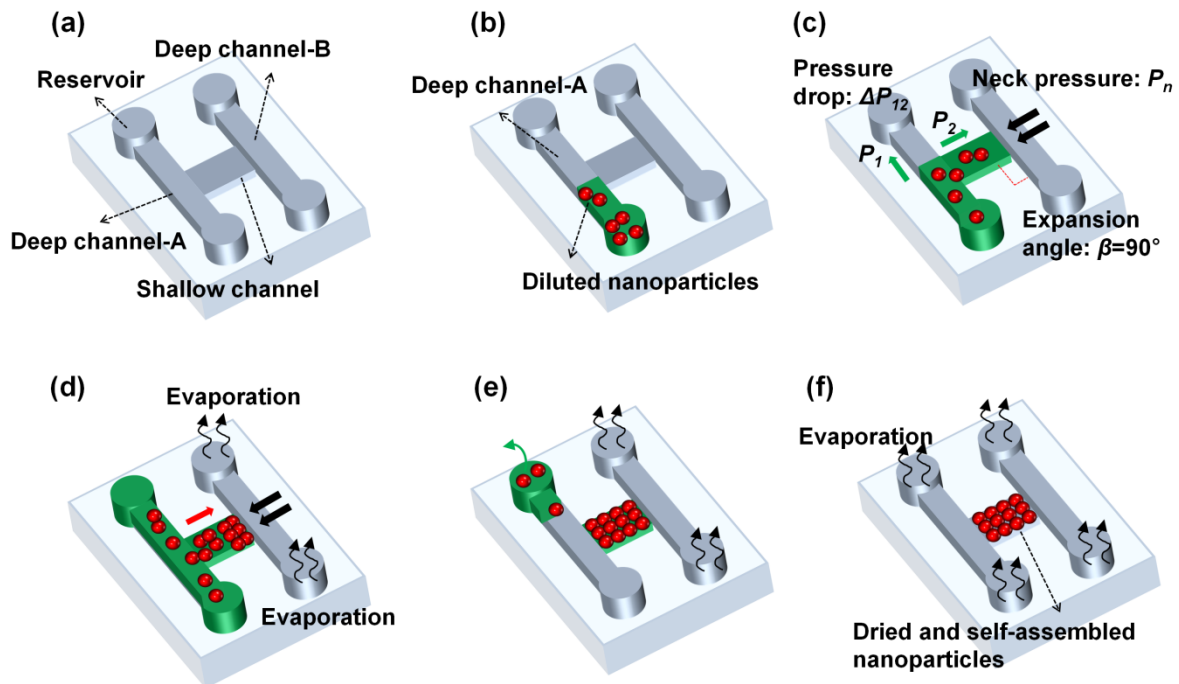 (a)
Deep channel-B
Reservoir
Deep channel-A
Shallow channel
(b)
Deep channel-A
Diluted nanoparticles
(c)
Pressure
drop: ΔP12
Neck pressure: Pn
P2
P1
Expansion
angle: β=90°
(d)
Evaporation
Evaporation
(e)
(f)
Evaporation
Dried and self-assembled
nanoparticles